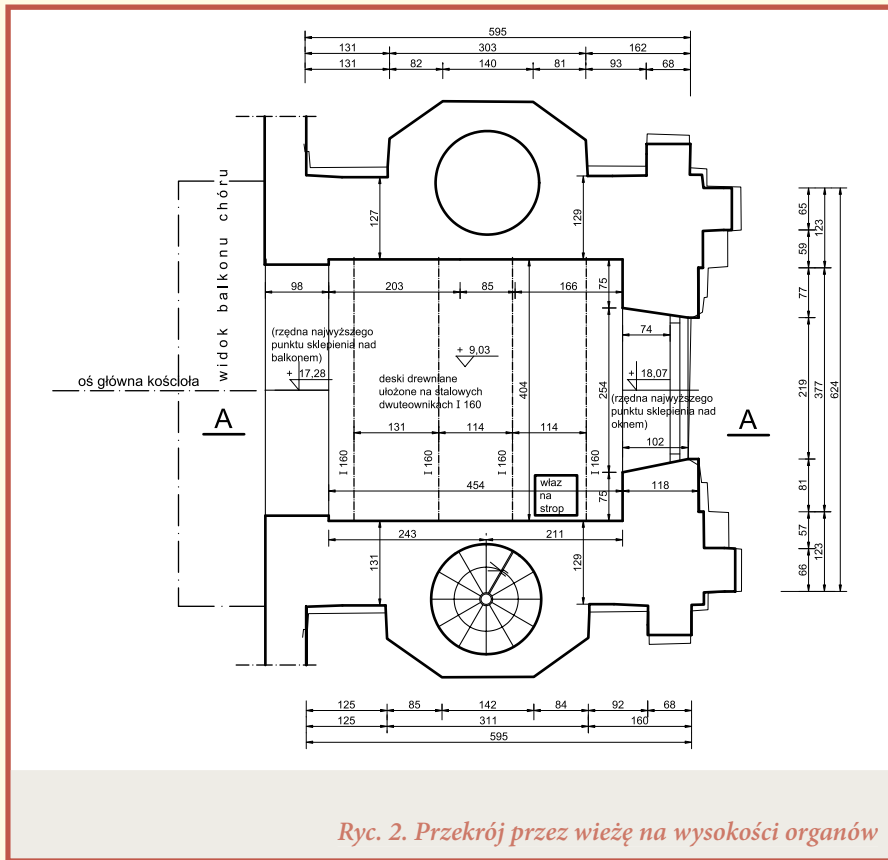 595
131 303 162
131 82 140 81 93 68
widok balkonu chóru
127
129
65
123
59
98 203 85 166 75
77
74
(rzędna najwyższego
punktu sklepienia nad
balkonem)
+ 17,28
+ 9,03
+ 18,07
oś główna kościoła
deski drewniane
ułożone na stalowych
dwuteownikach I 160
404
254
(rzędna najwyższego
punktu sklepienia nad
oknem)
219
377
624
A
A
131 114 114
102
I 160
I 160
I 160
I 160
454
właz
na
strop
75
118
81
243 211
57
123
131
129
66
125 85 142 84 92 68
125 311 160
595
Ryc. 2. Przekrój przez wieżę na wysokości organów